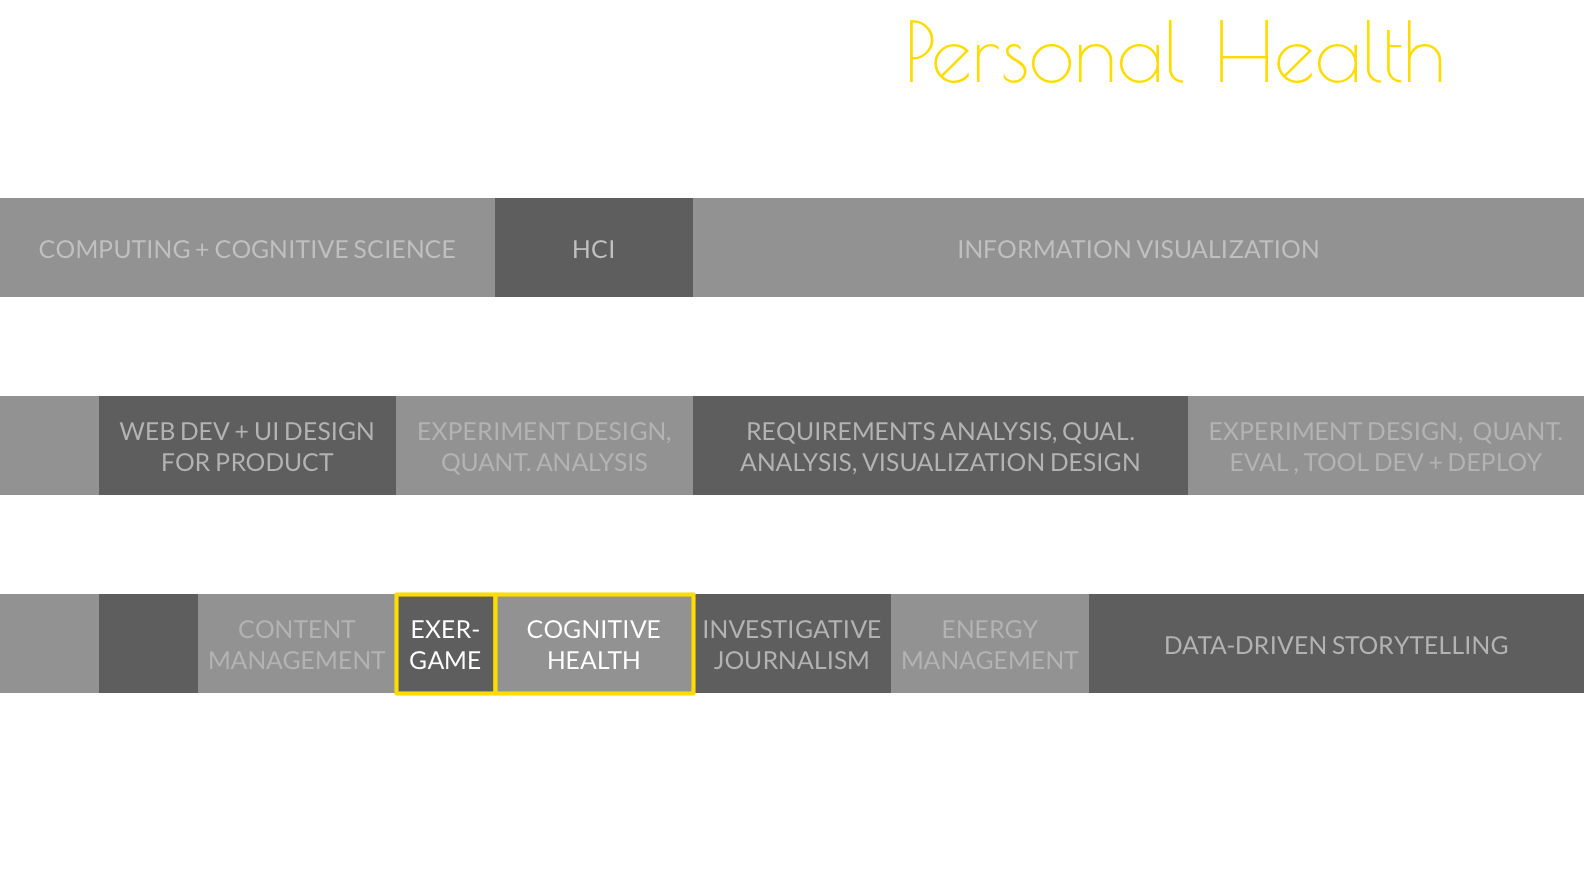 Personal Health
COMPUTING + COGNITIVE SCIENCE
HCI
INFORMATION VISUALIZATION
WEB DEV + UI DESIGN
FOR PRODUCT
EXPERIMENT DESIGN,
QUANT. ANALYSIS
REQUIREMENTS ANALYSIS, QUAL.
ANALYSIS, VISUALIZATION DESIGN
EXPERIMENT DESIGN, QUANT.
EVAL , TOOL DEV + DEPLOY
CONTENT
MANAGEMENT
EXER-
GAME
COGNITIVE
HEALTH
INVESTIGATIVE
JOURNALISM
ENERGY
MANAGEMENT
DATA-DRIVEN STORYTELLING